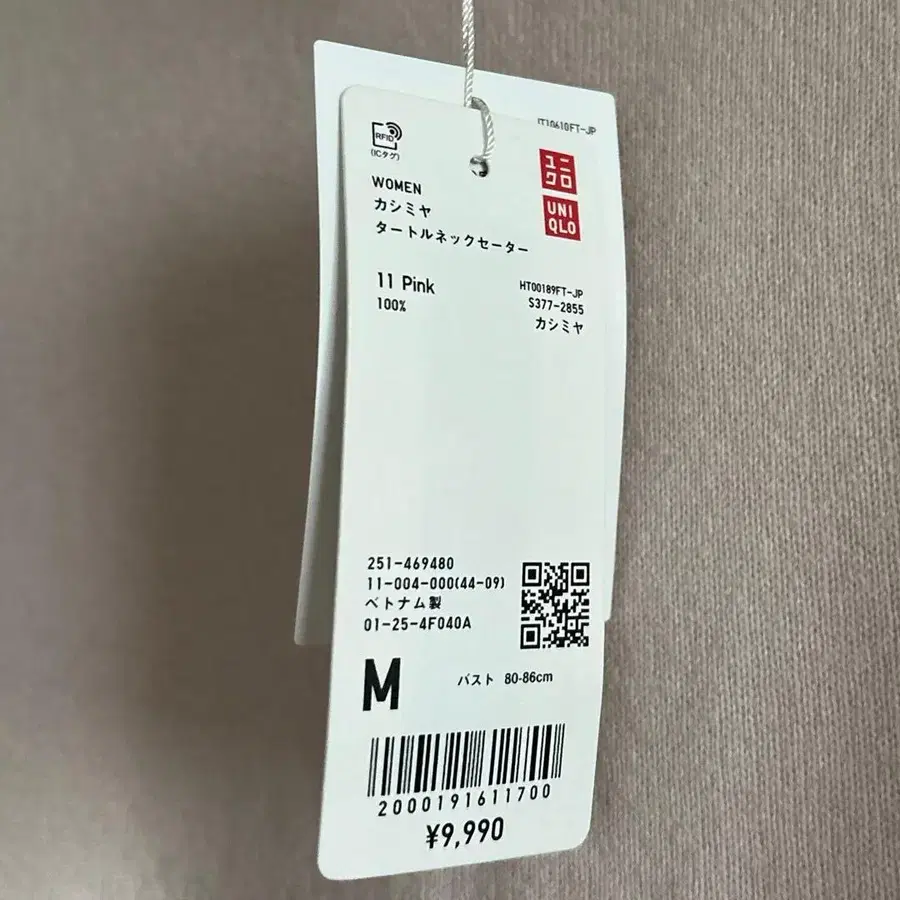 IT10610FT-JP
RFID
(ICタグ)
ユニ
クロ
UNI
QLO
WOMEN
カシミヤ
タートルネックセーター
11 Pink
100%
HT00189FT-JP
S377-2855
カシミヤ
251-469480
11-004-000(44-09)
ベトナム製
01-25-4F040A
M
バスト 80-86cm
2000191611700
¥9,990